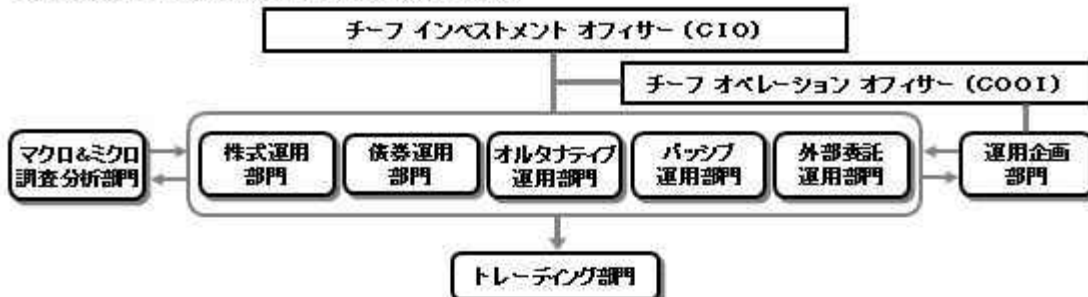 チーフ インベストメント オフィサー (CIO)
チーフ オペレーション オフィサー (COOI)
マクロ&ミクロ
調査分析部門
株式運用
部門
債券運用
部門
オルタナティブ
運用部門
パッシブ
運用部門
外部委託
運用部門
運用企画
部門
トレーディング部門